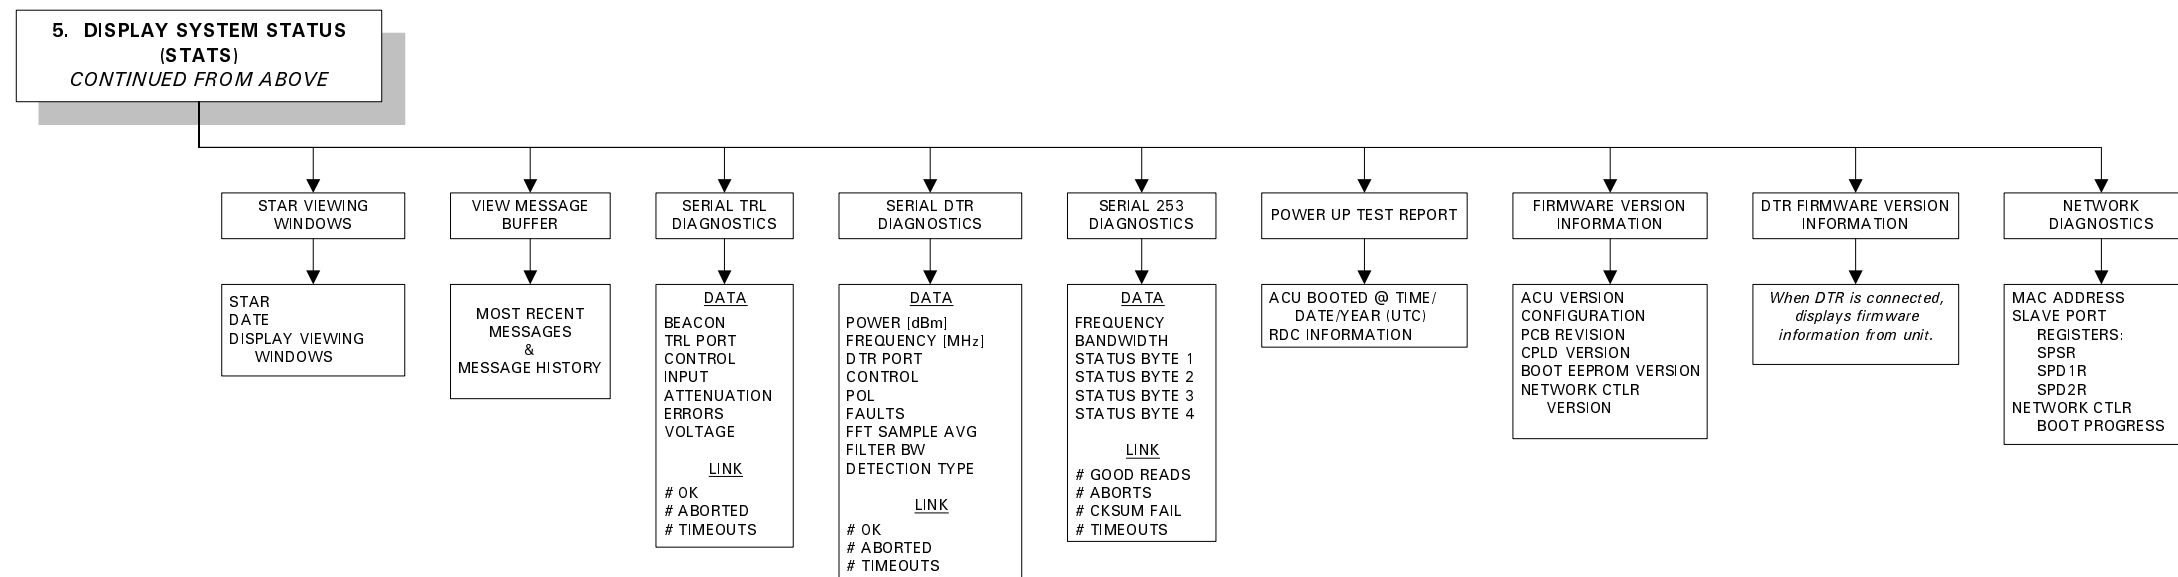 5. DISPLAY SYSTEM STATUS
(STATS)
CONTINUED FROM ABOVE
STAR VIEWING
WINDOWS
STAR
DATE
DISPLAY VIEWING
WINDOWS
VIEW MESSAGE
BUFFER
MOST RECENT
MESSAGES
&
MESSAGE HISTORY
SERIAL TRL
DIAGNOSTICS
DATA
BEACON
TRL PORT
CONTROL
INPUT
ATTENUATION
ERRORS
VOLTAGE
LINK
# OK
# ABORTED
# TIMEOUTS
SERIAL DTR
DIAGNOSTICS
DATA
POWER [dBm]
FREQUENCY [MHz]
DTR PORT
CONTROL
POL
FAULTS
FFT SAMPLE AVG
FILTER BW
DETECTION TYPE
LINK
# OK
# ABORTED
# TIMEOUTS
SERIAL 253
DIAGNOSTICS
DATA
FREQUENCY
BANDWIDTH
STATUS BYTE 1
STATUS BYTE 2
STATUS BYTE 3
STATUS BYTE 4
LINK
# GOOD READS
# ABORTS
# CKSUM FAIL
# TIMEOUTS
POWER UP TEST REPORT
ACU BOOTED @ TIME/
DATE/YEAR (UTC)
RDC INFORMATION
FIRMWARE VERSION
INFORMATION
ACU VERSION
CONFIGURATION
PCB REVISION
CPLD VERSION
BOOT EEPROM VERSION
NETWORK CTLR
VERSION
DTR FIRMWARE VERSION
INFORMATION
When DTR is connected,
displays firmware
information from unit.
NETWORK
DIAGNOSTICS
MAC ADDRESS
SLAVE PORT
REGISTERS:
SPSR
SPD1R
SPD2R
NETWORK CTLR
BOOT PROGRESS